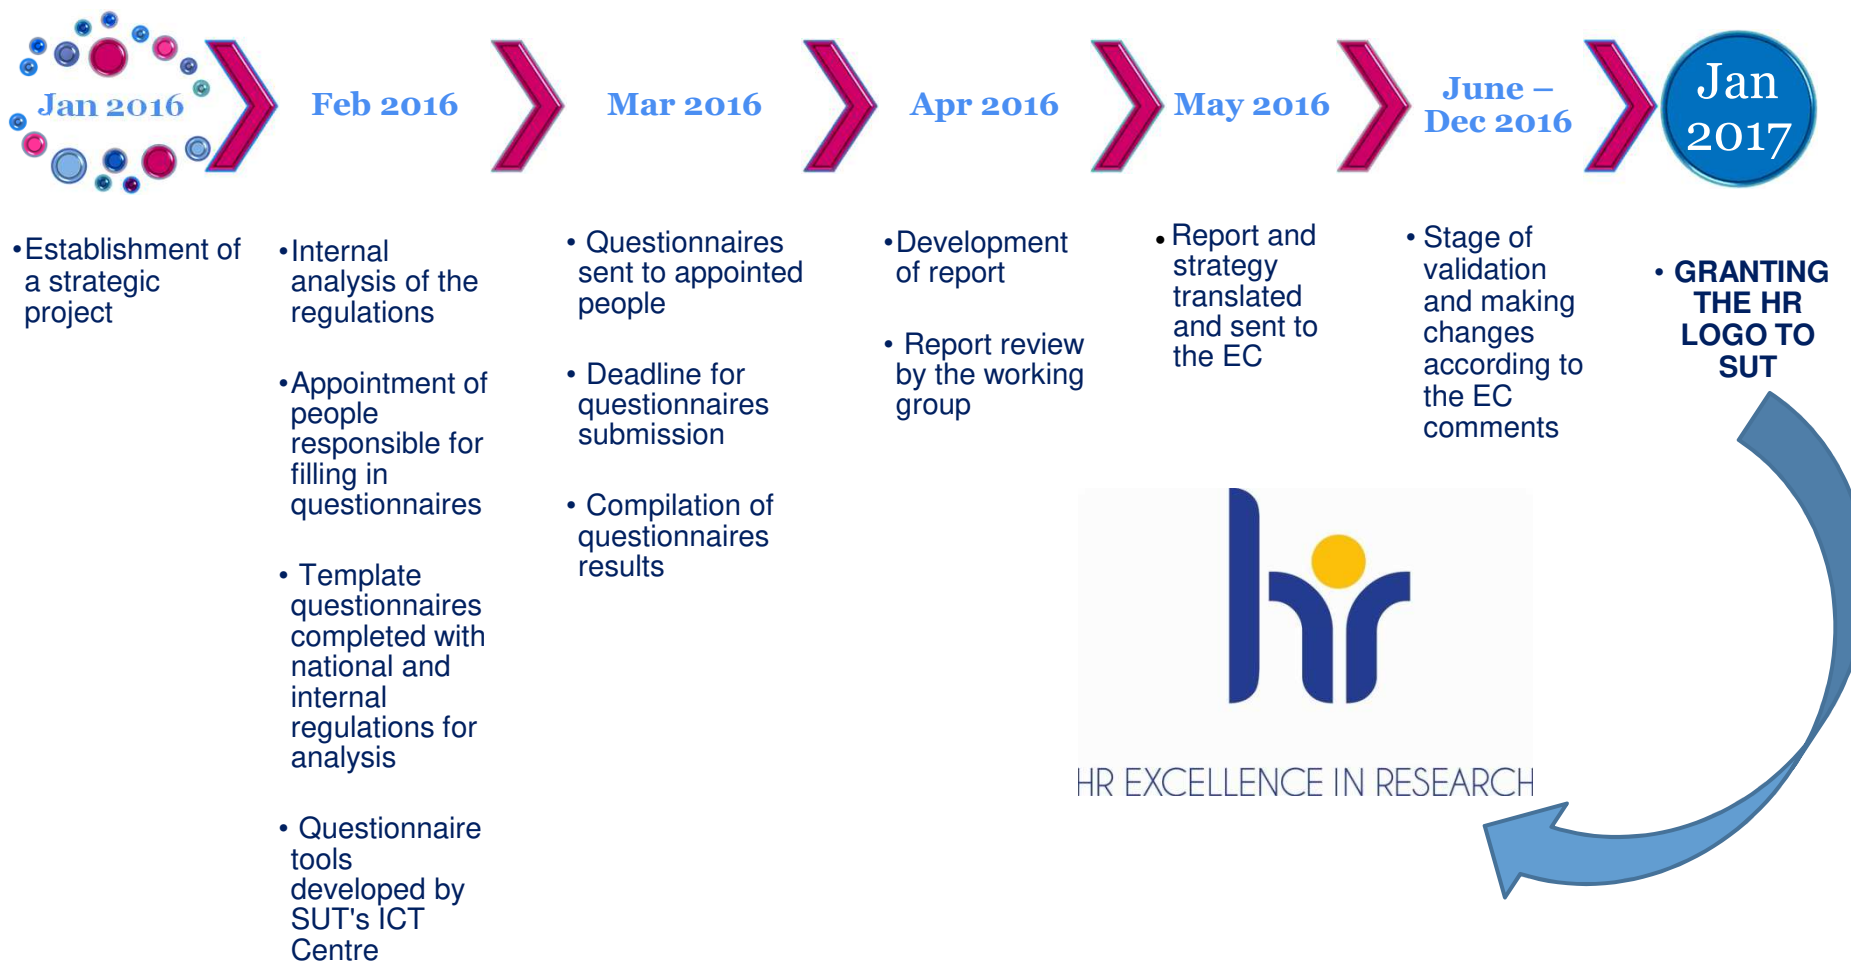 Jan 2016
Feb 2016
Mar 2016
Apr 2016
May 2016
June –
Dec 2016
Jan
2017
•Establishment of
a strategic
project
•Internal
analysis of the
regulations
•Appointment of
people
responsible for
filling in
questionnaires
• Template
questionnaires
completed with
national and
internal
regulations for
analysis
• Questionnaire
tools
developed by
SUT's ICT
Centre
• Questionnaires
sent to appointed
people
• Deadline for
questionnaires
submission
• Compilation of
questionnaires
results
•Development
of report
• Report review
by the working
group
• Report and
strategy
translated
and sent to
the EC
• Stage of
validation
and making
changes
according to
the EC
comments
• GRANTING
THE HR
LOGO TO
SUT
hr
HR EXCELLENCE IN RESEARCH